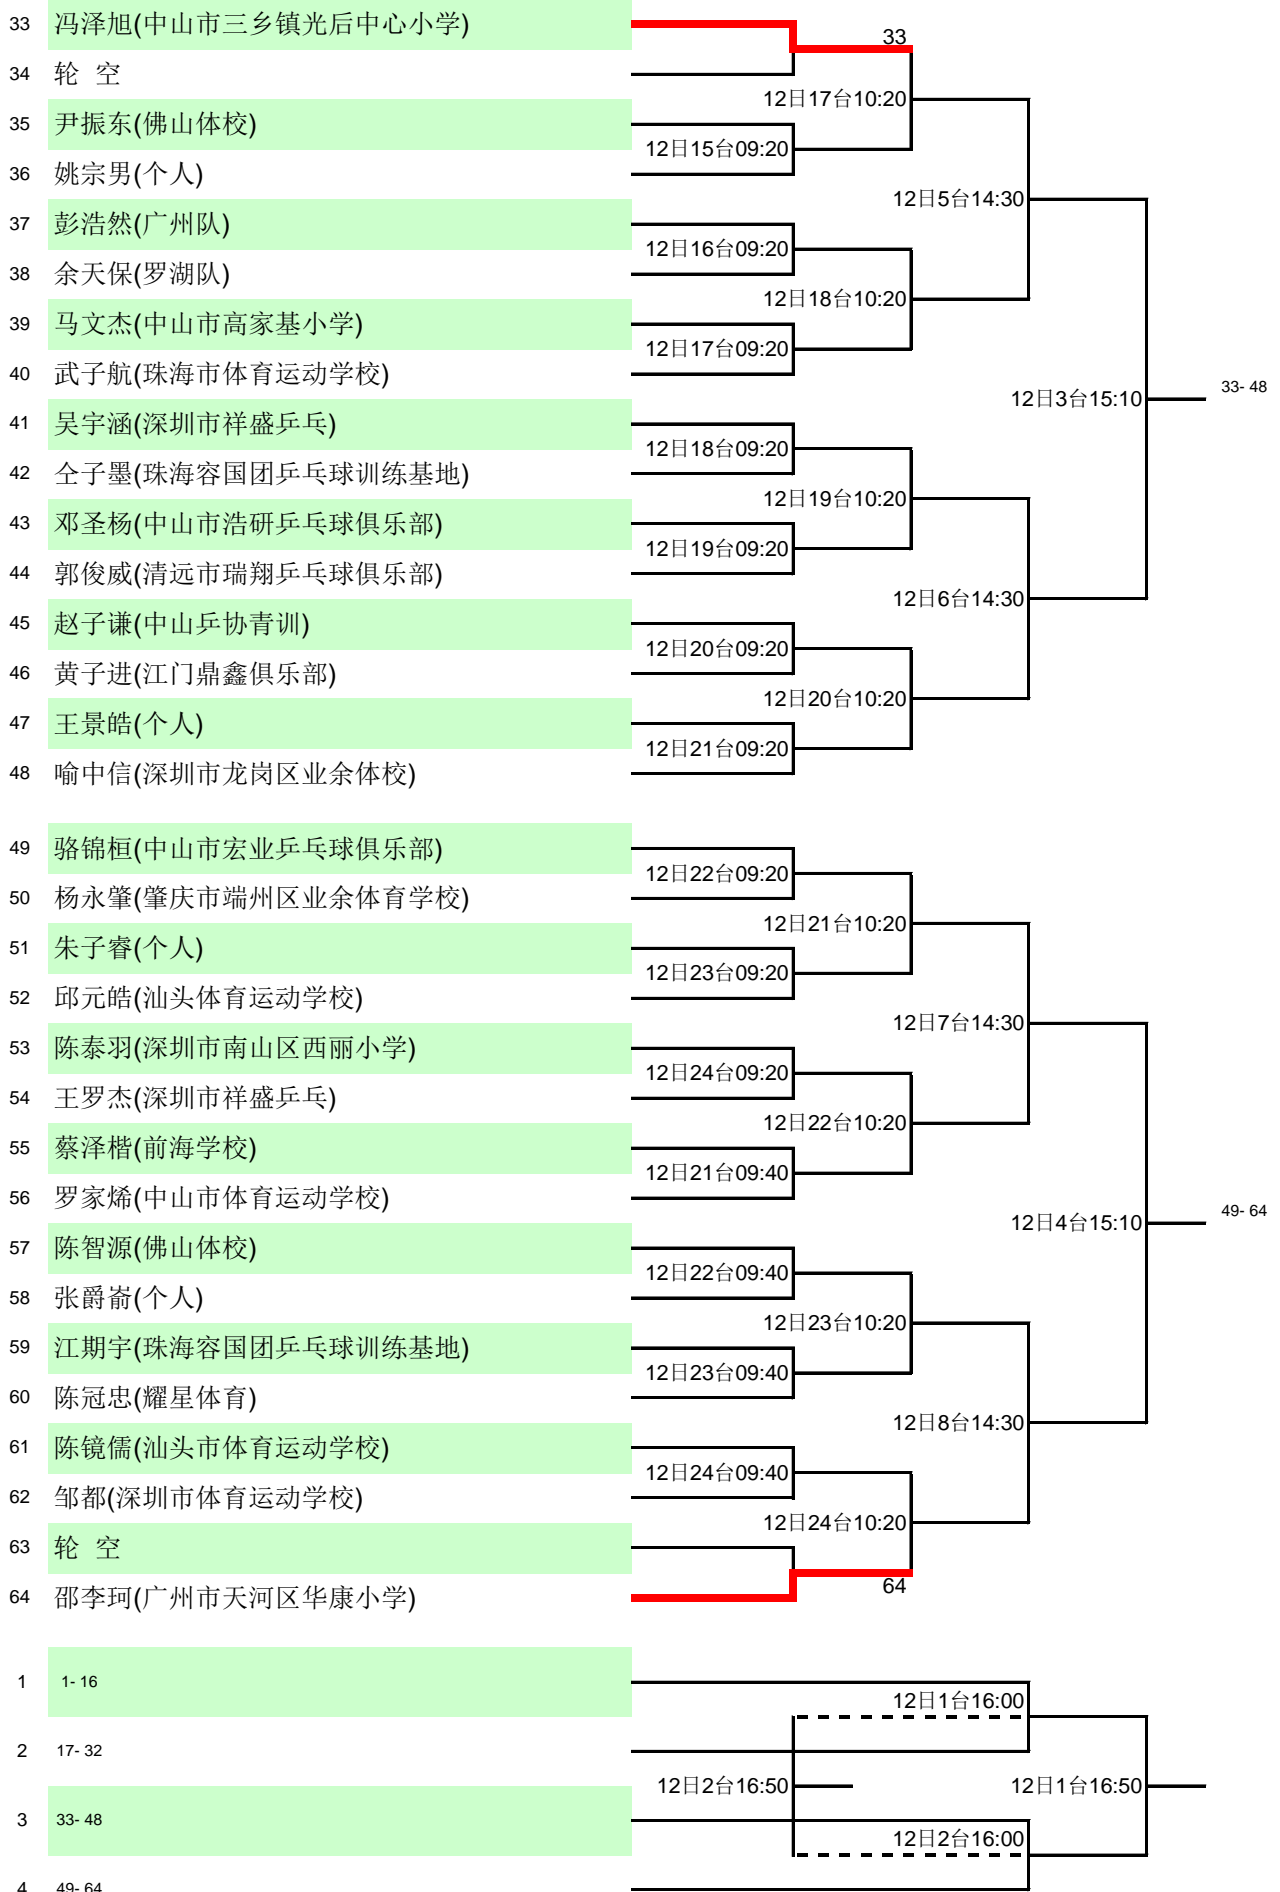 33 冯泽旭(中山市三乡镇光后中心小学)
33
34 轮 空
12日17台10:20
35 尹振东(佛山体校)
12日15台09:20
36 姚宗男(个人)
12日5台14:30
37 彭浩然(广州队)
12日16台09:20
38 余天保(罗湖队)
12日18台10:20
39 马文杰(中山市高家基小学)
12日17台09:20
40 武子航(珠海市体育运动学校)
12日3台15:10
33- 48
41 吴宇涵(深圳市祥盛乒乓)
12日18台09:20
42 仝子墨(珠海容国团乒乓球训练基地)
12日19台10:20
43 邓圣杨(中山市浩研乒乓球俱乐部)
12日19台09:20
44 郭俊威(清远市瑞翔乒乓球俱乐部)
12日6台14:30
45 赵子谦(中山乒协青训)
12日20台09:20
46 黄子进(江门鼎鑫俱乐部)
12日20台10:20
47 王景皓(个人)
12日21台09:20
48 喻中信(深圳市龙岗区业余体校)
49 骆锦桓(中山市宏业乒乓球俱乐部)
12日22台09:20
50 杨永肇(肇庆市端州区业余体育学校)
12日21台10:20
51 朱子睿(个人)
12日23台09:20
52 邱元皓(汕头体育运动学校)
12日7台14:30
53 陈泰羽(深圳市南山区西丽小学)
12日24台09:20
54 王罗杰(深圳市祥盛乒乓)
12日22台10:20
55 蔡泽楷(前海学校)
12日21台09:40
56 罗家烯(中山市体育运动学校)
12日4台15:10
49- 64
57 陈智源(佛山体校)
12日22台09:40
58 张爵嵛(个人)
12日23台10:20
59 江期宇(珠海容国团乒乓球训练基地)
12日23台09:40
60 陈冠忠(耀星体育)
12日8台14:30
61 陈镜儒(汕头市体育运动学校)
12日24台09:40
62 邹都(深圳市体育运动学校)
12日24台10:20
63 轮 空
64
64 邵李珂(广州市天河区华康小学)
1 1- 16
12日1台16:00
2 17- 32
12日2台16:50
12日1台16:50
3 33- 48
12日2台16:00
4 49- 64